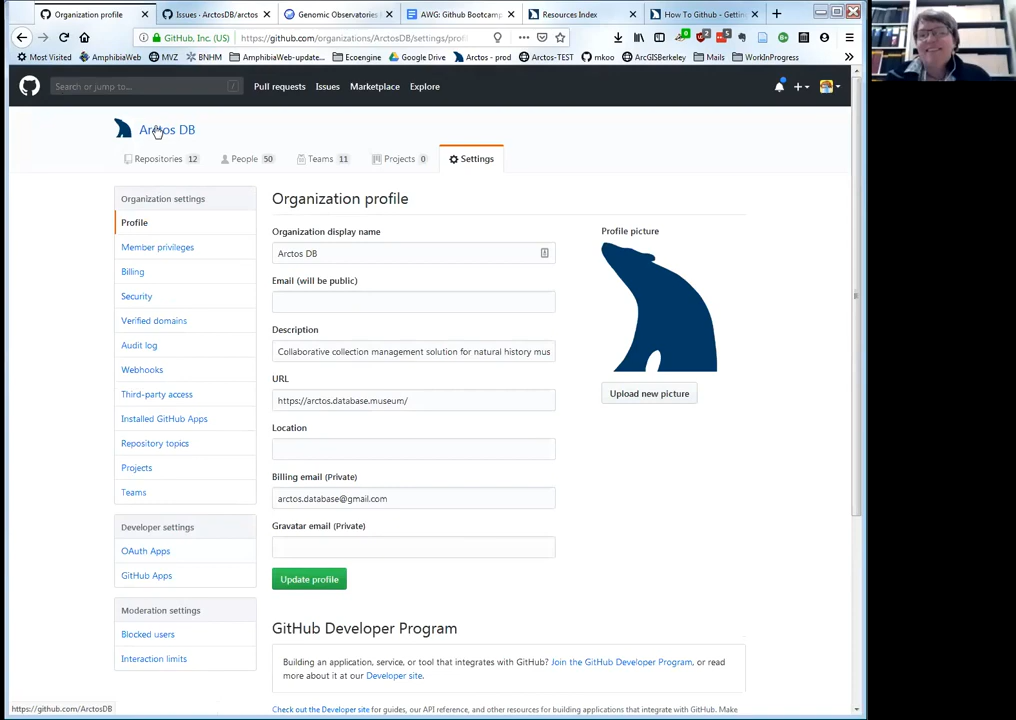 Organization profile
Issues - ArctosDB/arctos
Genomic Observatories
AWG: Github Bootcamp
Resources Index
How To Github - Gettin
GitHub, Inc. (US)
https://github.com/organizations/ArctosDB/settings/profi
Most Visited
AmphibiaWeb
MVZ
BNHM
AmphibiaWeb-update...
Ecoengine
Google Drive
Arctos - prod
Arctos-TEST
mkoo
ArcGISBerkeley
Mails
WorkInProgress
Search or jump to...
/
Pull requests
Issues
Marketplace
Explore
Arctos DB
Repositories 12
People 50
Teams 11
Projects 0
Settings
Organization settings
Profile
Member privileges
Billing
Security
Verified domains
Audit log
Webhooks
Third-party access
Installed GitHub Apps
Repository topics
Projects
Teams
Developer settings
OAuth Apps
GitHub Apps
Moderation settings
Blocked users
Interaction limits
Organization profile
Organization display name
Arctos DB
Email (will be public)
Description
Collaborative collection management solution for natural history mus
URL
https://arctos.database.museum/
Location
Billing email (Private)
arctos.database@gmail.com
Gravatar email (Private)
Update profile
Profile picture
Upload new picture
GitHub Developer Program
Building an application, service, or tool that integrates with GitHub? Join the GitHub Developer Program, or read
more about it at our Developer site.
Check out the Developer site for guides, our API reference, and other resources for building applications that integrate with GitHub. Make
https://github.com/ArctosDB